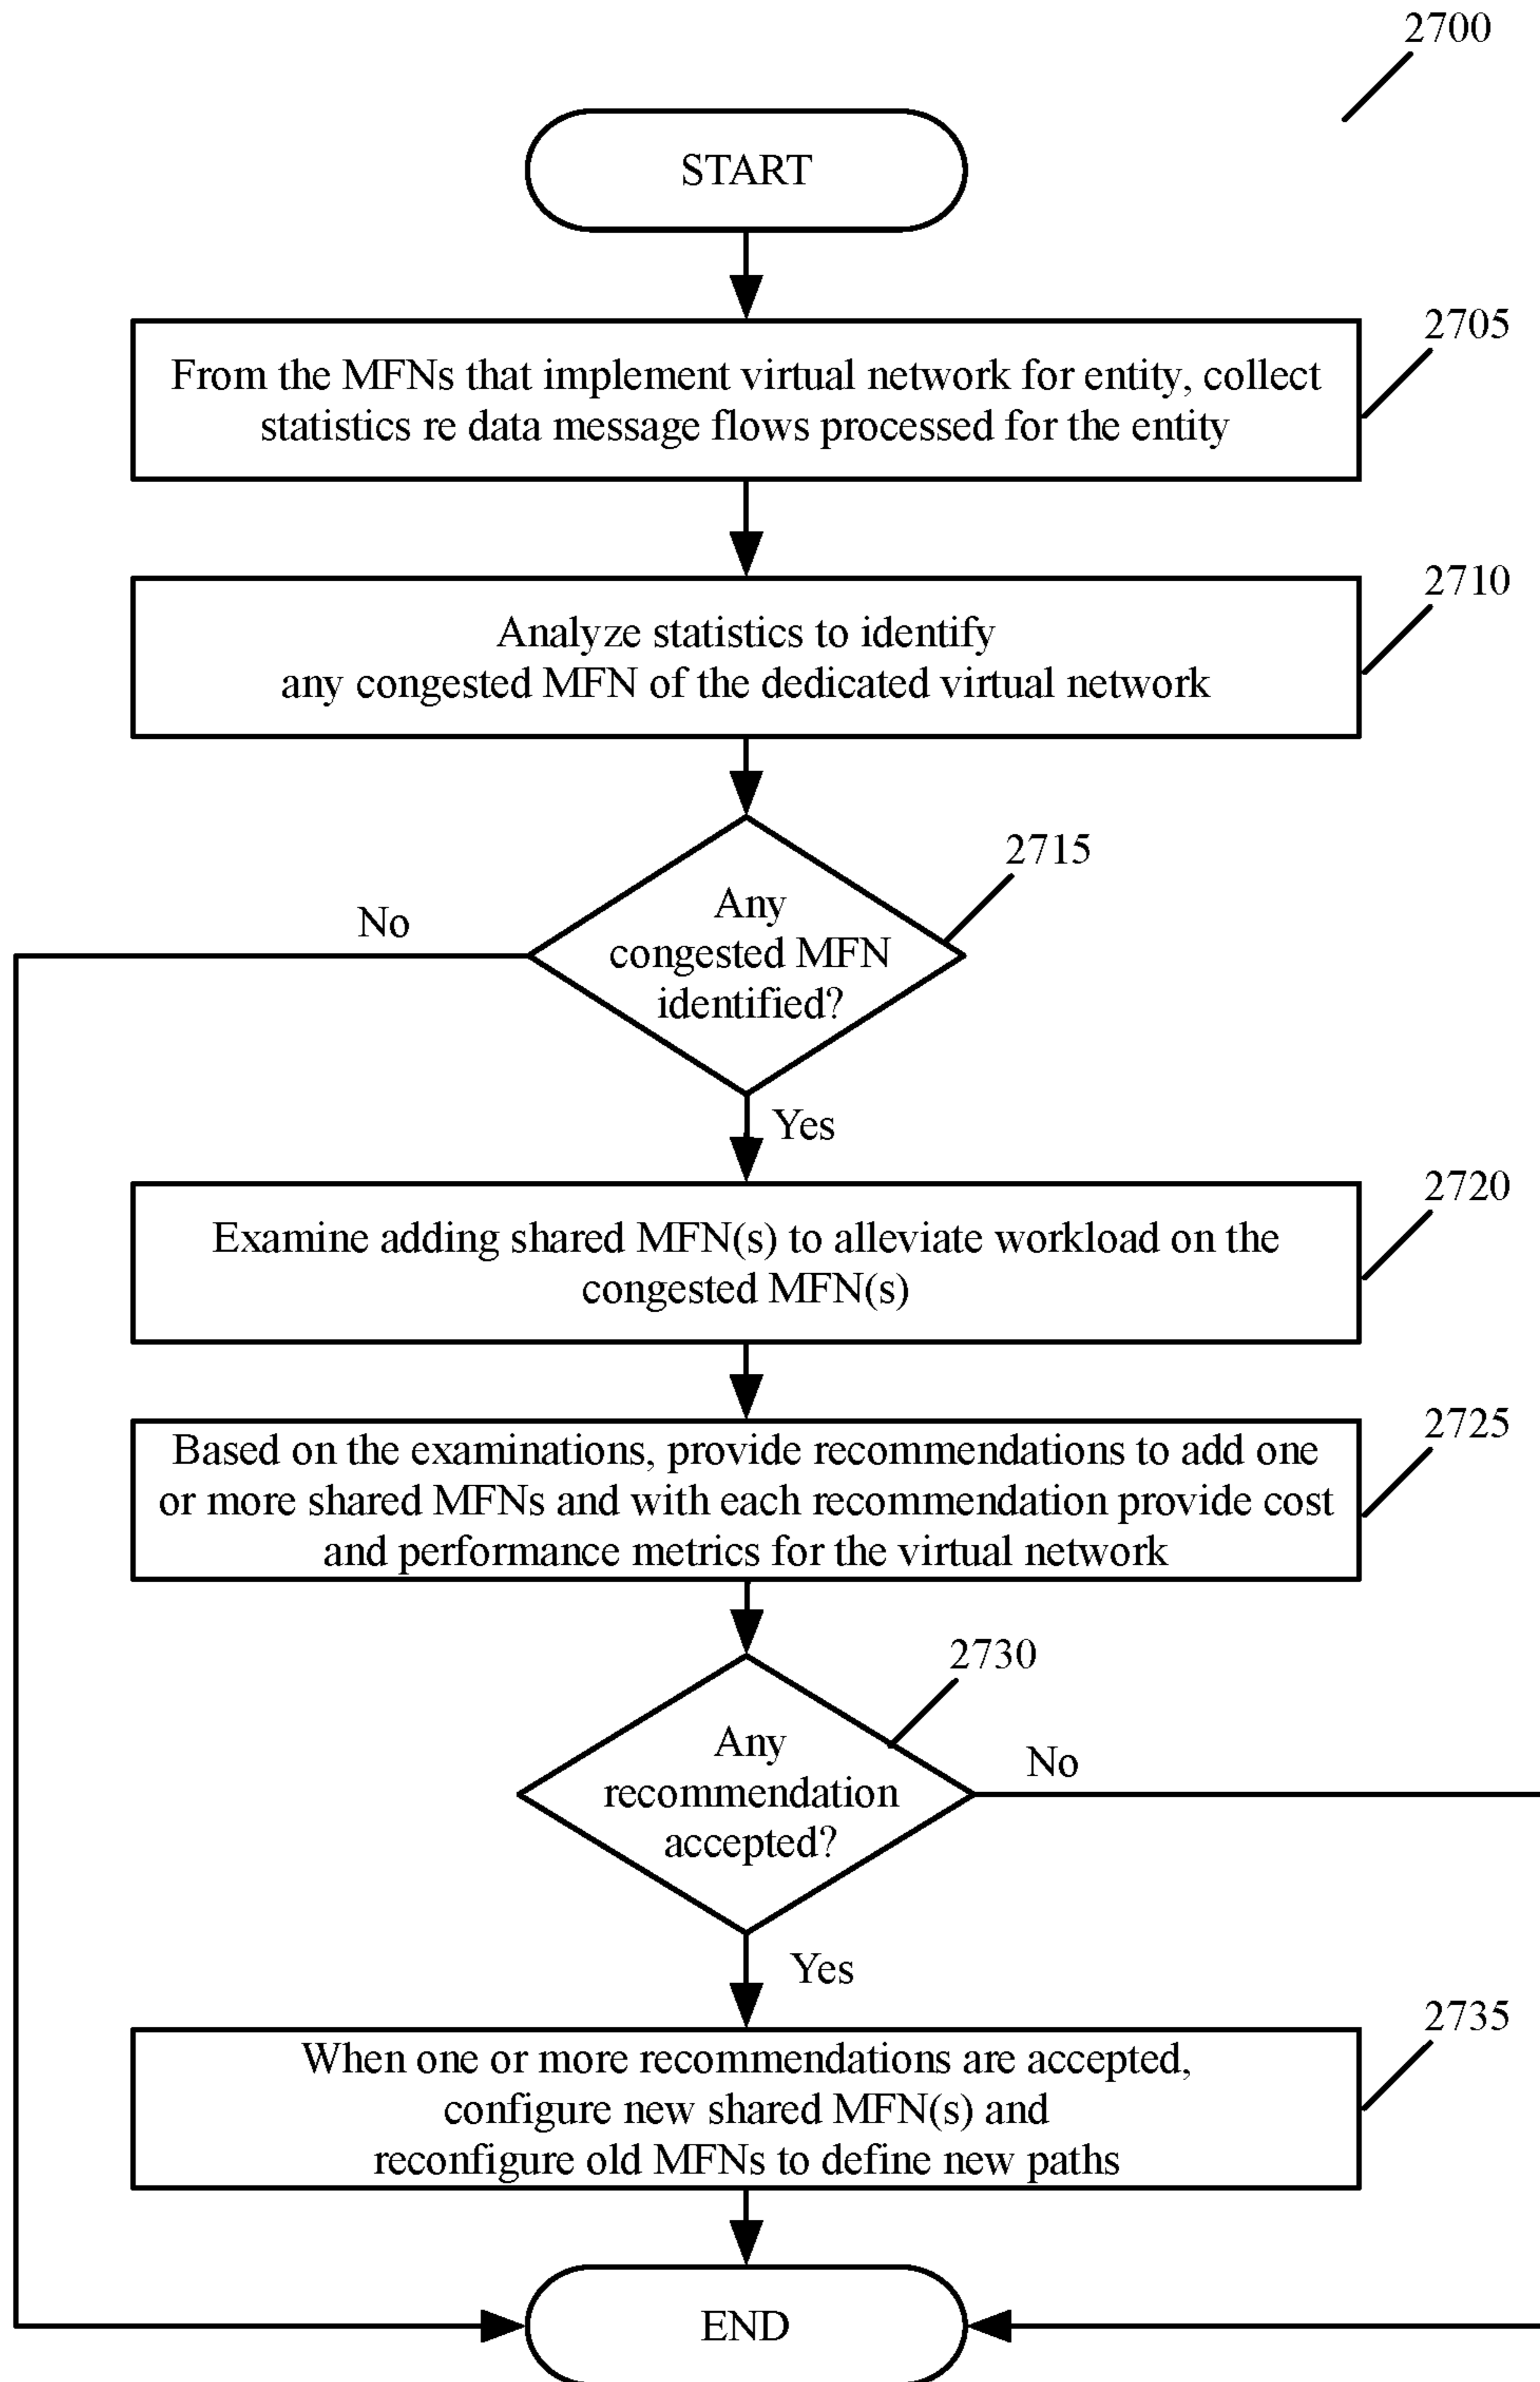 2700
START
2705
From the MFNs that implement virtual network for entity, collect
statistics re data message flows processed for the entity
2710
Analyze statistics to identify
any congested MFN of the dedicated virtual network
2715
Any
congested MFN
identified?
No
Yes
2720
Examine adding shared MFN(s) to alleviate workload on the
congested MFN(s)
2725
Based on the examinations, provide recommendations to add one
or more shared MFNs and with each recommendation provide cost
and performance metrics for the virtual network
2730
Any
recommendation
accepted?
No
Yes
2735
When one or more recommendations are accepted,
configure new shared MFN(s) and
reconfigure old MFNs to define new paths
END